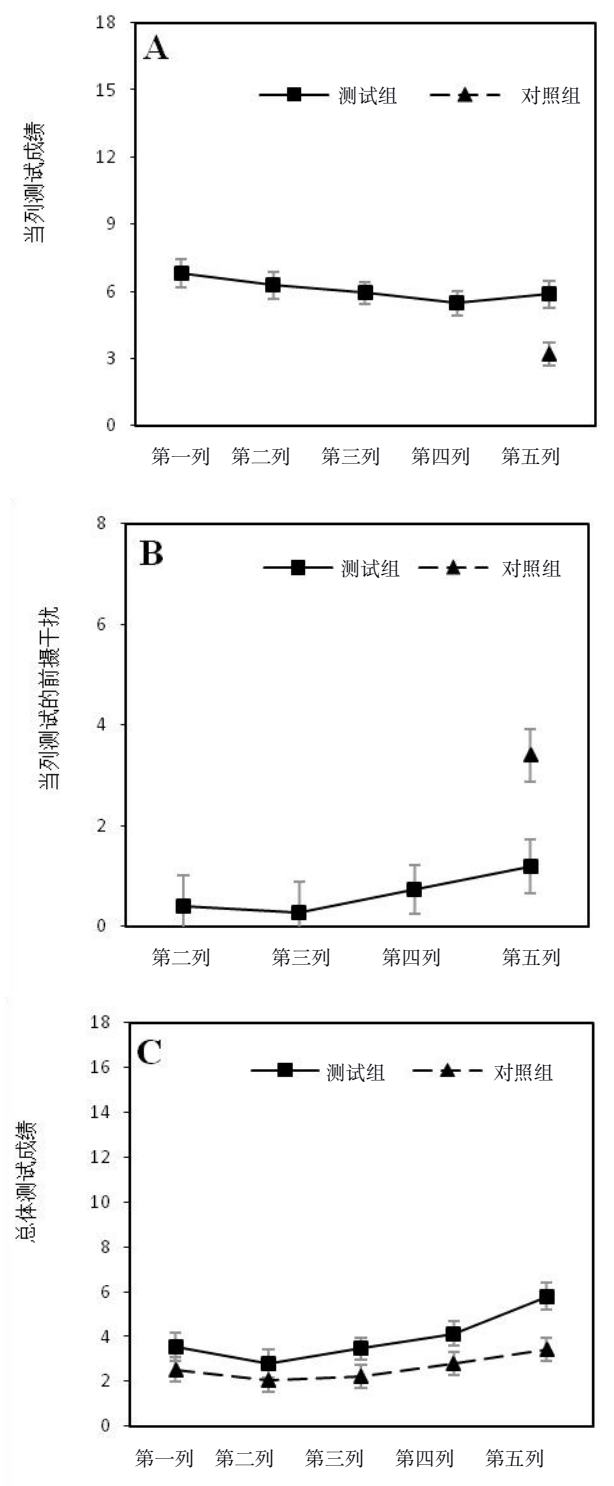 A
测试组 对照组
当列测试成绩
18
15
12
9
6
3
0
第一列 第二列 第三列 第四列 第五列
B
测试组 对照组
当列测试的前摄干扰
8
6
4
2
0
第二列 第三列 第四列 第五列
C
测试组 对照组
总体测试成绩
18
16
14
12
10
8
6
4
2
0
第一列 第二列 第三列 第四列 第五列